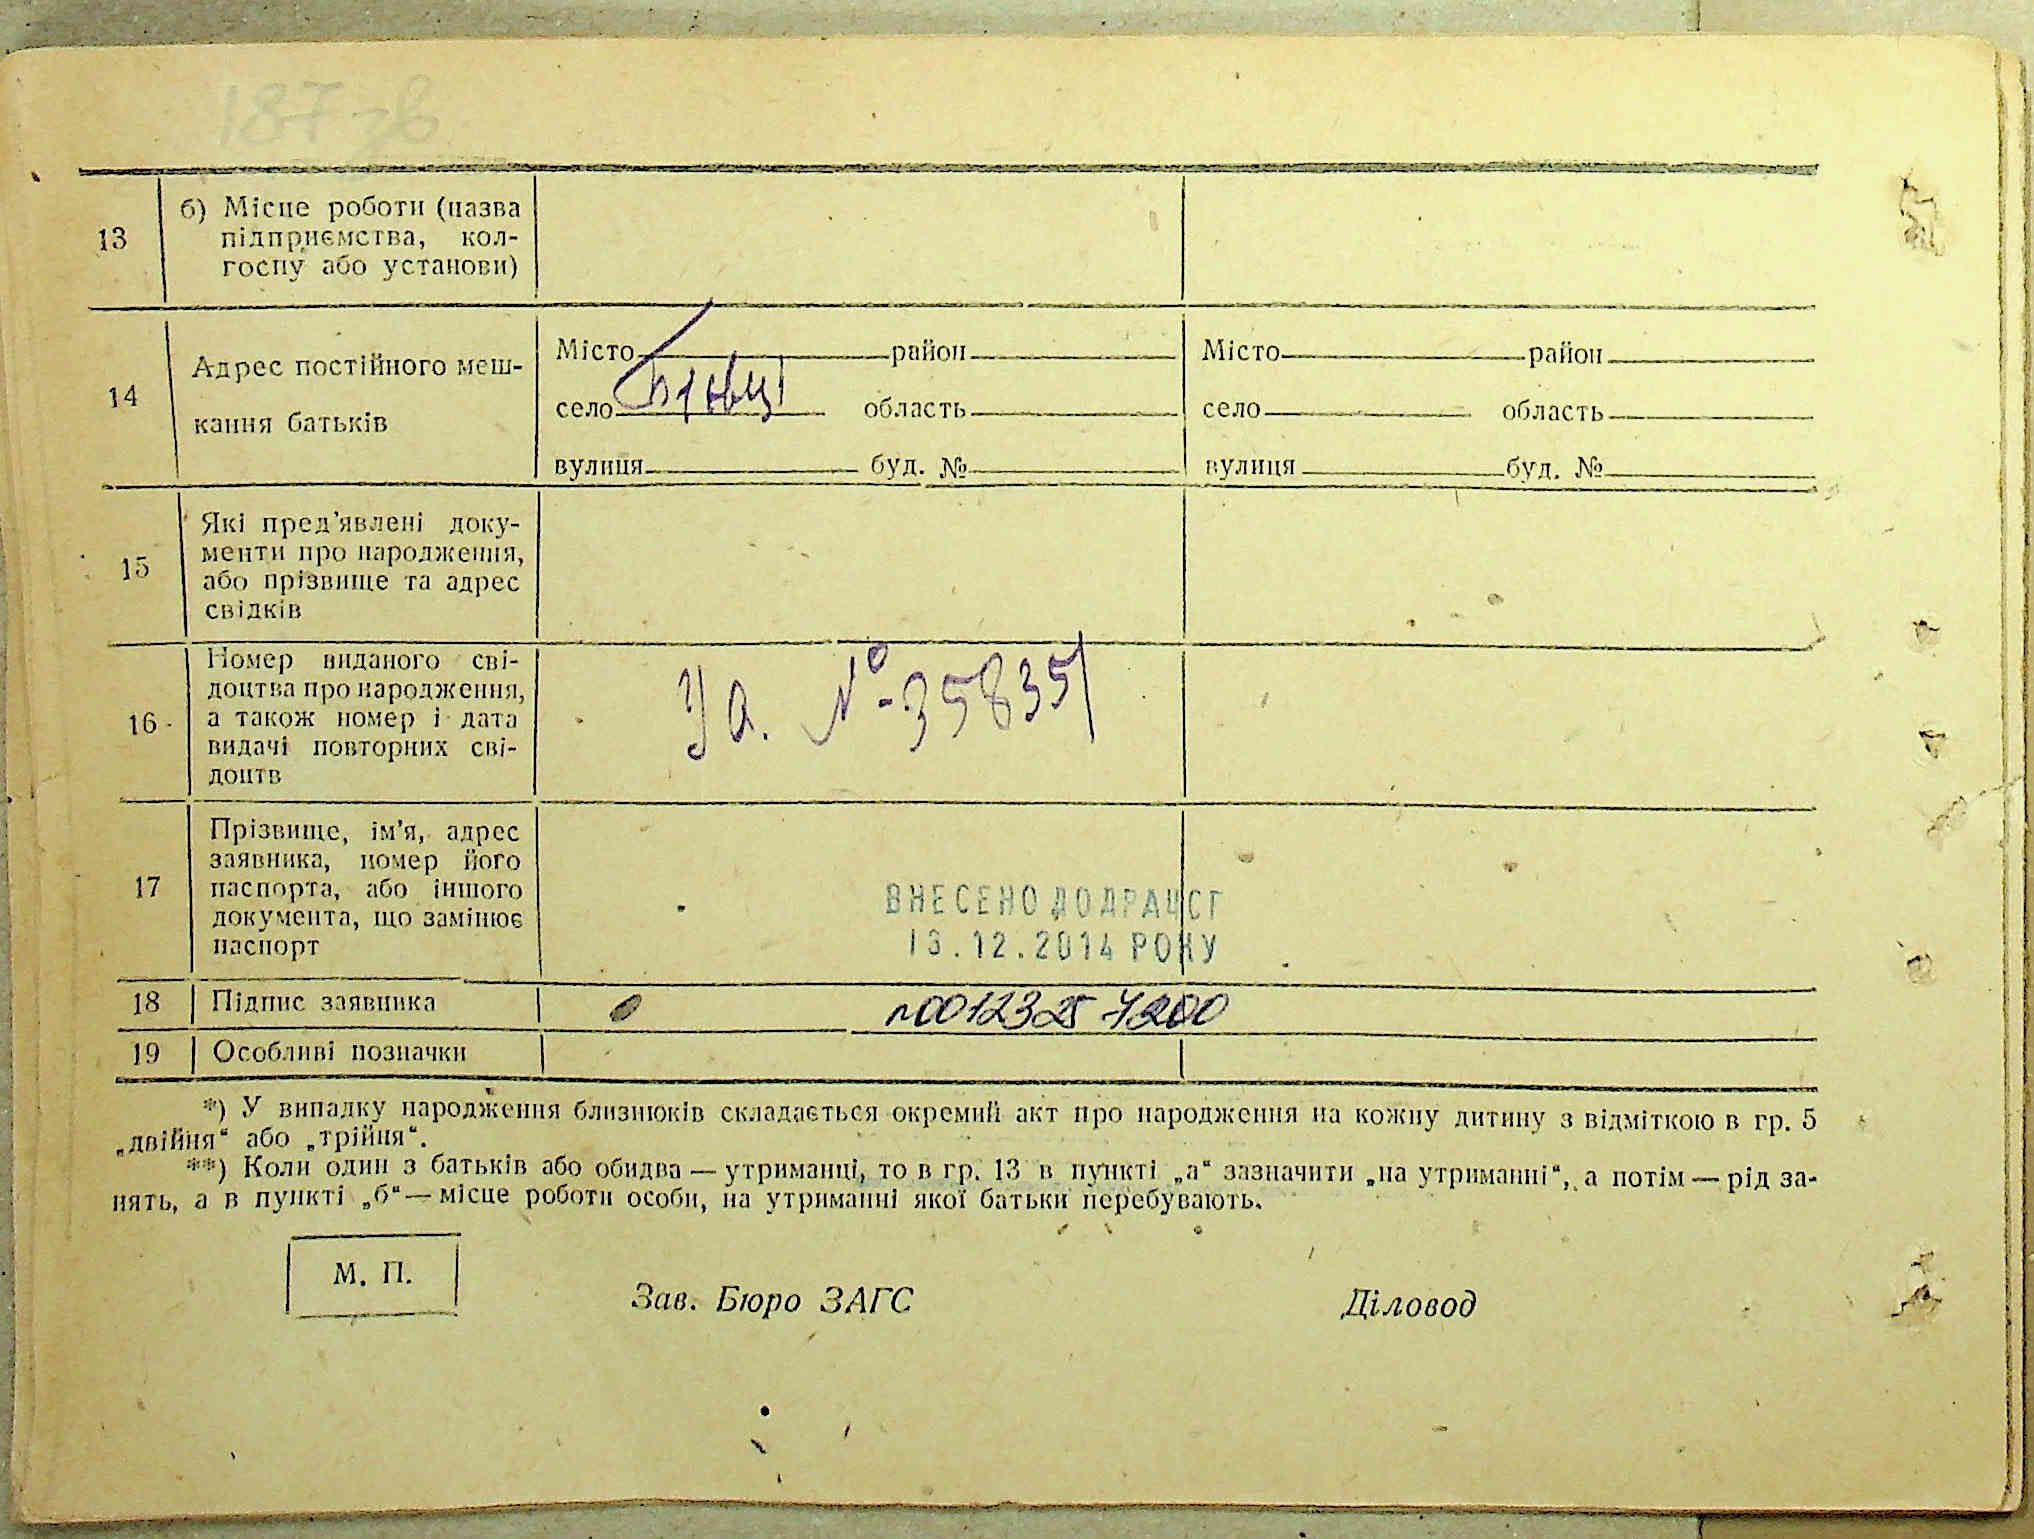 187 зв
13
б) Місце роботи (назва
підприємства, кол-
госпу або установи)
14
Адрес постійного меш-
кання батьків
Місто район
село область
вулиця буд. №
Місто район
село область
вулиця буд. №
15
Які пред'явлені доку-
менти про народження,
або прізвище та адрес
свідків
16
Номер виданого сві-
доцтва про народження,
а також номер і дата
видачі повторних сві-
доцтв
Уа. №-35835
17
Прізвище, ім'я, адрес
заявника, номер його
паспорта, або іншого
документа, що замінює
паспорт
ВНЕСЕНО ДО ДРАЦСГ
13.12.2014 РОКУ
18 Підпис заявника
19 Особливі позначки
*) У випадку народження близнюків складається окремий акт про народження на кожну дитину з відміткою в гр. 5
„двійня“ або „трійня“.
**) Коли один з батьків або обидва — утриманці, то в гр. 13 в пункті „а“ зазначити „на утриманні“, а потім — рід за-
нять, а в пункті „б“ — місце роботи особи, на утриманні якої батьки перебувають.
М. П.
Зав. Бюро ЗАГС
Діловод